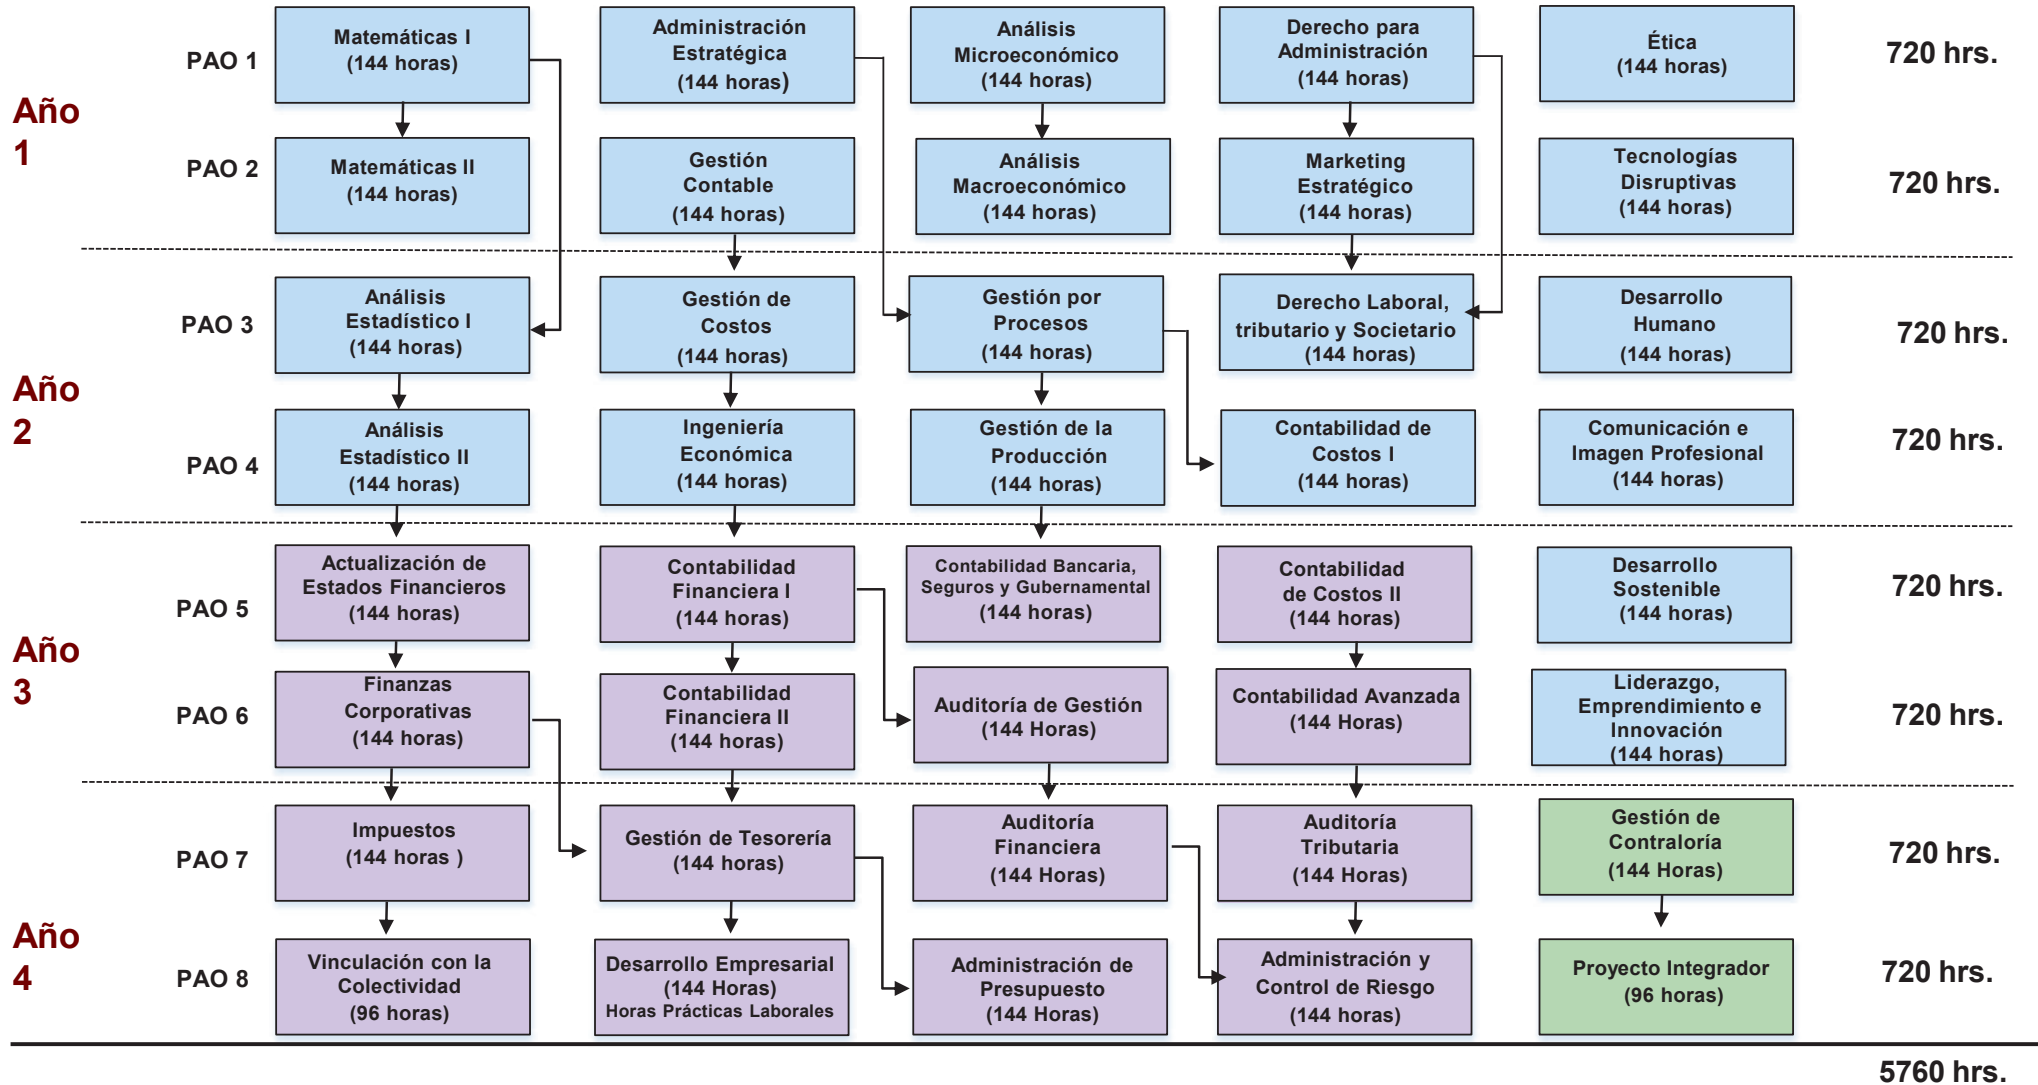 Año
1
PAO 1
Matemáticas I
(144 horas)
Administración
Estratégica
(144 horas)
Análisis
Microeconómico
(144 horas)
Derecho para
Administración
(144 horas)
Ética
(144 horas)
720 hrs.
PAO 2
Matemáticas II
(144 horas)
Gestión
Contable
(144 horas)
Análisis
Macroeconómico
(144 horas)
Marketing
Estratégico
(144 horas)
Tecnologías
Disruptivas
(144 horas)
720 hrs.
Año
2
PAO 3
Análisis
Estadístico I
(144 horas)
Gestión de
Costos
(144 horas)
Gestión por
Procesos
(144 horas)
Derecho Laboral,
tributario y Societario
(144 horas)
Desarrollo
Humano
(144 horas)
720 hrs.
PAO 4
Análisis
Estadístico II
(144 horas)
Ingeniería
Económica
(144 horas)
Gestión de la
Producción
(144 horas)
Contabilidad de
Costos I
(144 horas)
Comunicación e
Imagen Profesional
(144 horas)
720 hrs.
Año
3
PAO 5
Actualización de
Estados Financieros
(144 horas)
Contabilidad
Financiera I
(144 horas)
Contabilidad Bancaria,
Seguros y Gubernamental
(144 horas)
Contabilidad
de Costos II
(144 horas)
Desarrollo
Sostenible
(144 horas)
720 hrs.
PAO 6
Finanzas
Corporativas
(144 horas)
Contabilidad
Financiera II
(144 horas)
Auditoría de Gestión
(144 Horas)
Contabilidad Avanzada
(144 Horas)
Liderazgo,
Emprendimiento e
Innovación
(144 horas)
720 hrs.
Año
4
PAO 7
Impuestos
(144 horas )
Gestión de Tesorería
(144 horas)
Auditoría
Financiera
(144 Horas)
Auditoría
Tributaria
(144 Horas)
Gestión de
Contraloría
(144 Horas)
720 hrs.
PAO 8
Vinculación con la
Colectividad
(96 horas)
Desarrollo Empresarial
(144 Horas)
Horas Prácticas Laborales
Administración de
Presupuesto
(144 Horas)
Administración y
Control de Riesgo
(144 horas)
Proyecto Integrador
(96 horas)
720 hrs.
5760 hrs.